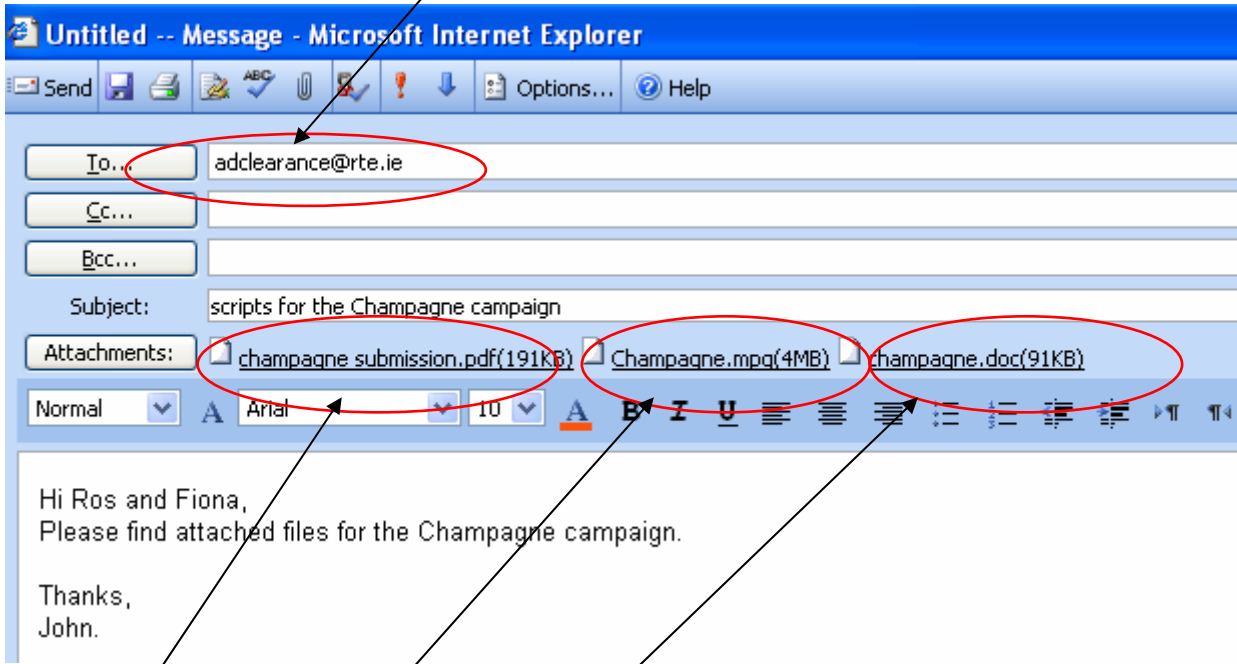 Untitled -- Message - Microsoft Internet Explorer
Send ABC Options... Help
To... adclearance@rte.ie
Cc...
Bcc...
Subject: scripts for the Champagne campaign
Attachments: champagne submission.pdf(191KB) Champagne.mpg(4MB) champagne.doc(91KB)
Normal A Arial 10 A B I U
Hi Ros and Fiona,
Please find attached files for the Champagne campaign.
Thanks,
John.